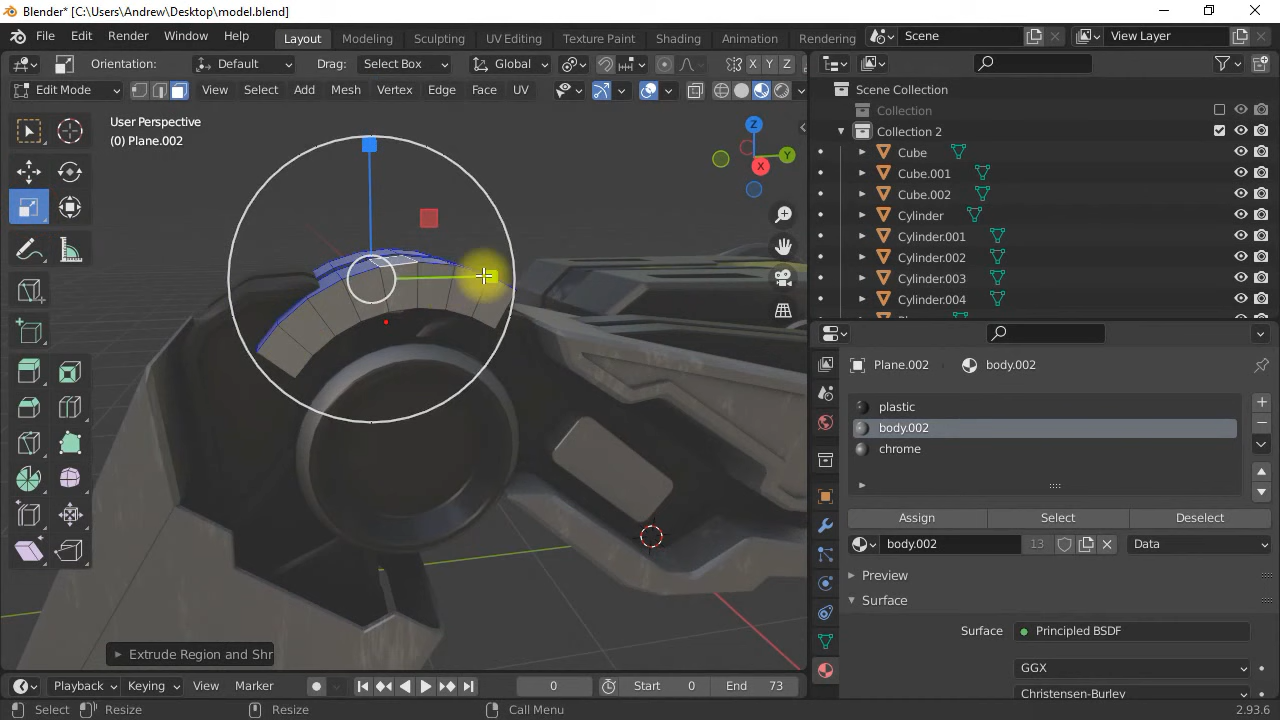 Blender* [C:\Users\Andrew\Desktop\model.blend]
File Edit Render Window Help
Layout Modeling Sculpting UV Editing Texture Paint Shading Animation Rendering
Scene
View Layer
Orientation: Default Drag: Select Box Global X Y Z
Edit Mode View Select Add Mesh Vertex Edge Face UV
User Perspective
(0) Plane.002
Z
Y
X
Scene Collection
Collection
Collection 2
Cube
Cube.001
Cube.002
Cylinder
Cylinder.001
Cylinder.002
Cylinder.003
Cylinder.004
Plane.002 body.002
plastic
body.002
chrome
Assign Select Deselect
body.002 13 Data
Preview
Surface
Surface Principled BSDF
GGX
Christensen-Burley
Extrude Region and Shr
Playback Keying View Marker 0 Start 0 End 73
Select Resize Resize Call Menu 2.93.6